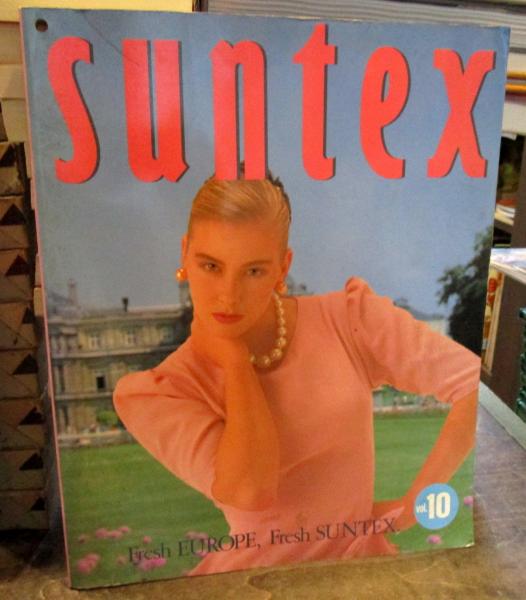 suntex
vol. 10
Fresh EUROPE, Fresh SUNTEX.